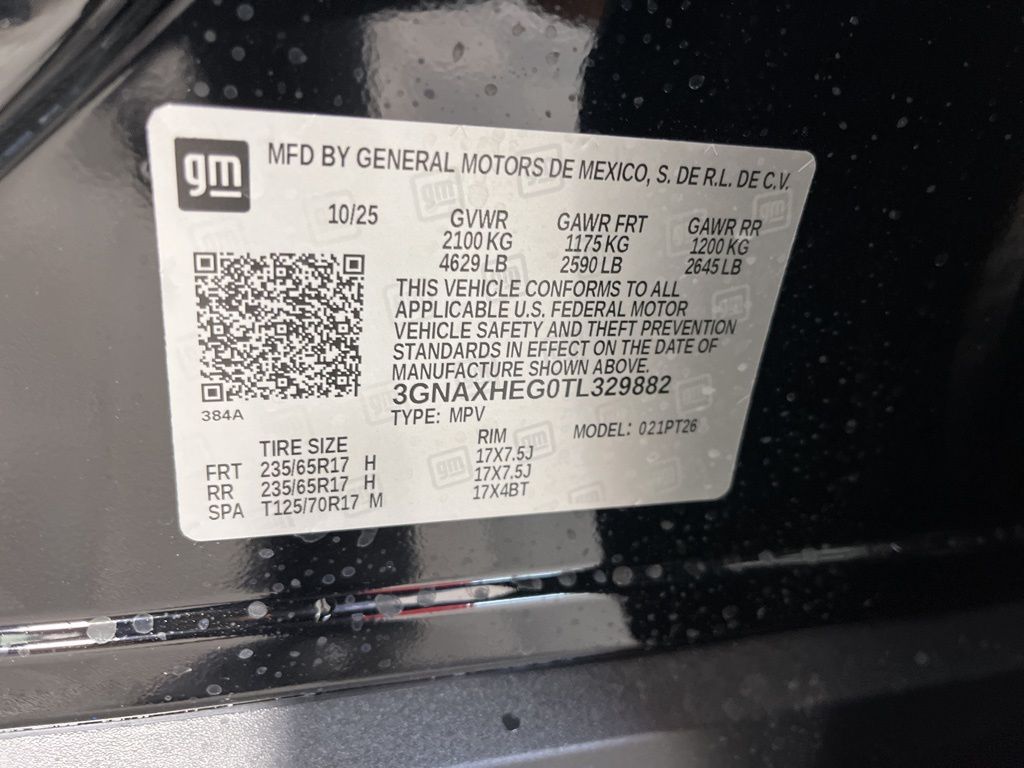 gm
MFD BY GENERAL MOTORS DE MEXICO, S. DE R.L. DE C.V.
10/25 GVWR GAWR FRT GAWR RR
2100 KG 1175 KG 1200 KG
4629 LB 2590 LB 2645 LB
THIS VEHICLE CONFORMS TO ALL
APPLICABLE U.S. FEDERAL MOTOR
VEHICLE SAFETY AND THEFT PREVENTION
STANDARDS IN EFFECT ON THE DATE OF
MANUFACTURE SHOWN ABOVE.
384A
3GNAXHEG0TL329882
TYPE: MPV MODEL: 021PT26
TIRE SIZE RIM
FRT 235/65R17 H 17X7.5J
RR 235/65R17 H 17X7.5J
SPA T125/70R17 M 17X4BT